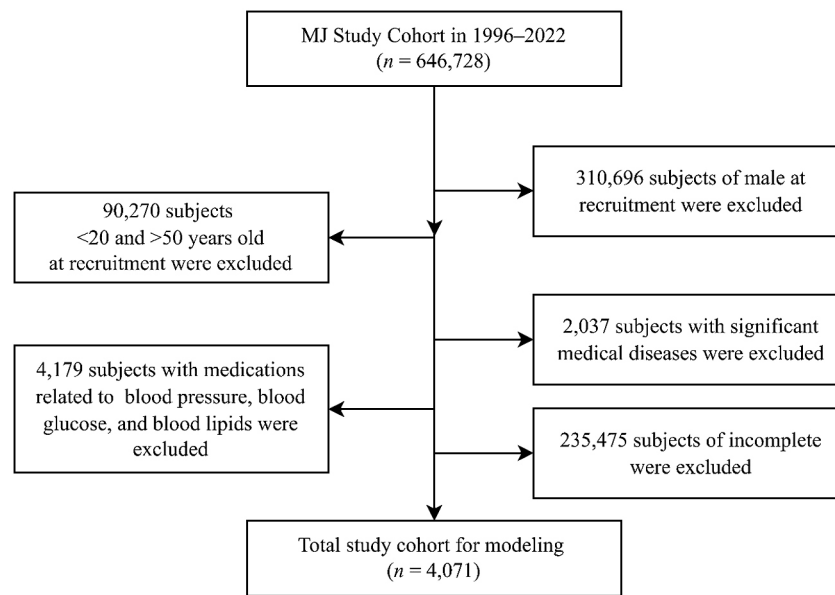 MJ Study Cohort in 1996–2022
(n = 646,728)
310,696 subjects of male at
recruitment were excluded
90,270 subjects
<20 and >50 years old
at recruitment were excluded
2,037 subjects with significant
medical diseases were excluded
4,179 subjects with medications
related to blood pressure, blood
glucose, and blood lipids were
excluded
235,475 subjects of incomplete
were excluded
Total study cohort for modeling
(n = 4,071)